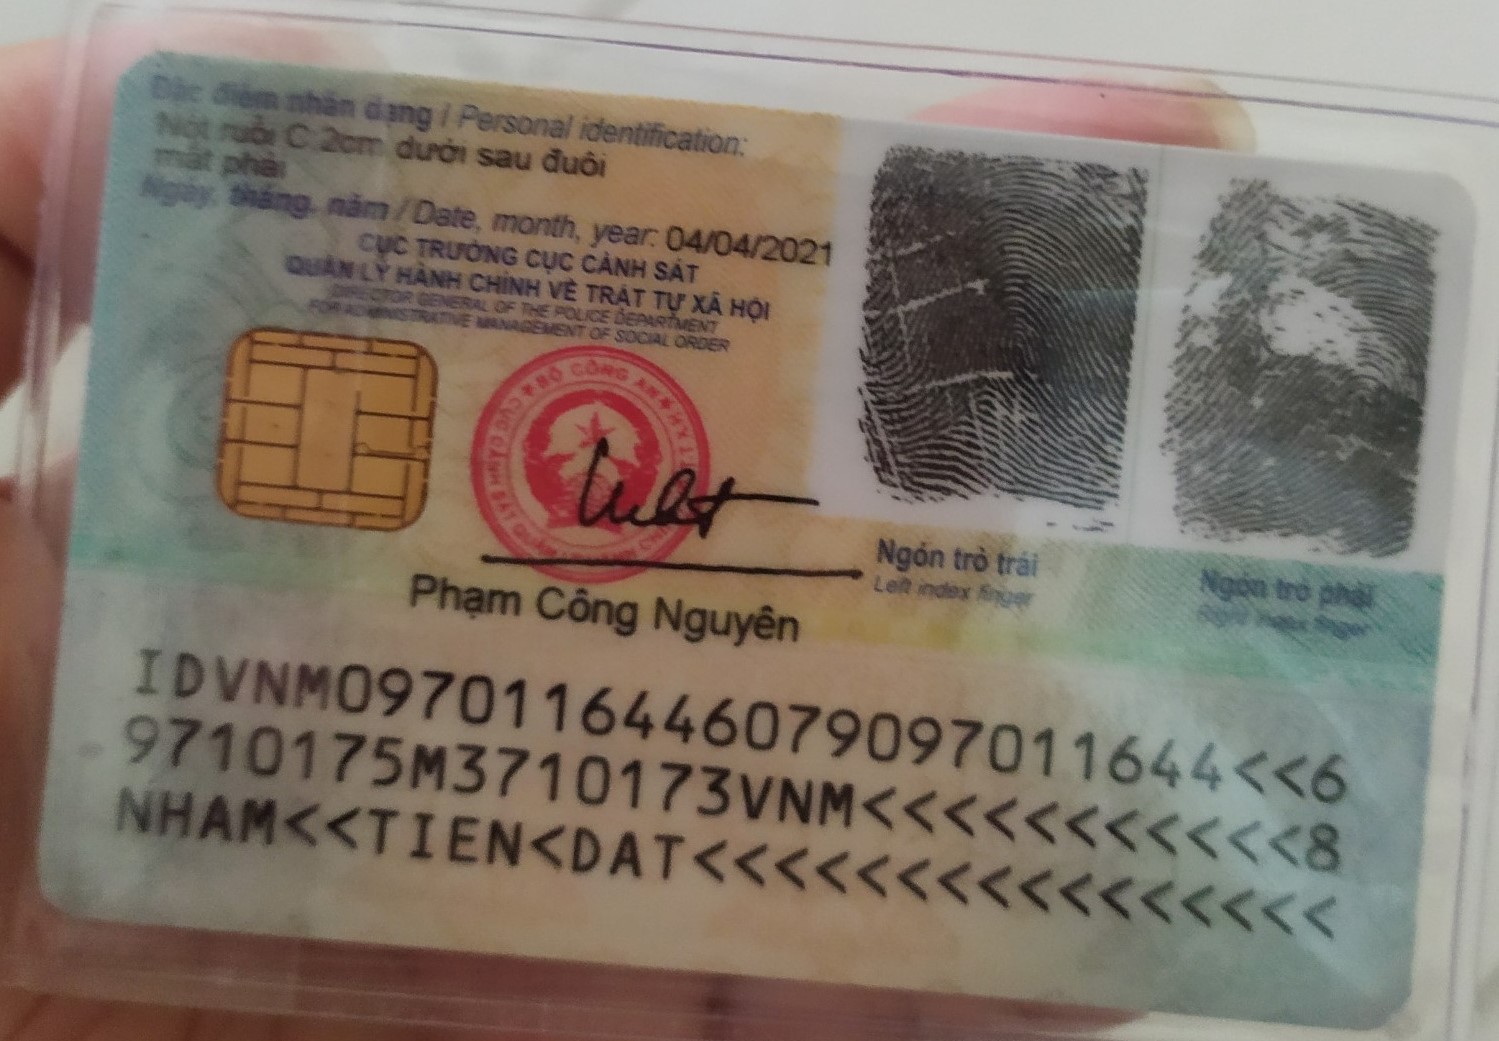 Đặc điểm nhân dạng / Personal identification:
Nốt ruồi C.2cm dưới sau đuôi
mắt phải
Ngày, tháng, năm / Date, month, year: 04/04/2021
CỤC TRƯỞNG CỤC CẢNH SÁT
QUẢN LÝ HÀNH CHÍNH VỀ TRẬT TỰ XÃ HỘI
DIRECTOR GENERAL OF THE POLICE DEPARTMENT
FOR ADMINISTRATIVE MANAGEMENT OF SOCIAL ORDER
BỘ CÔNG AN
Ngón trỏ trái
Left index finger
Ngón trỏ phải
Right index finger
Phạm Công Nguyên
IDVNM0970116446079097011644<<6
9710175M3710173VNM<<<<<<<<<<<8
NHAM<<TIEN<DAT<<<<<<<<<<<<<<<<